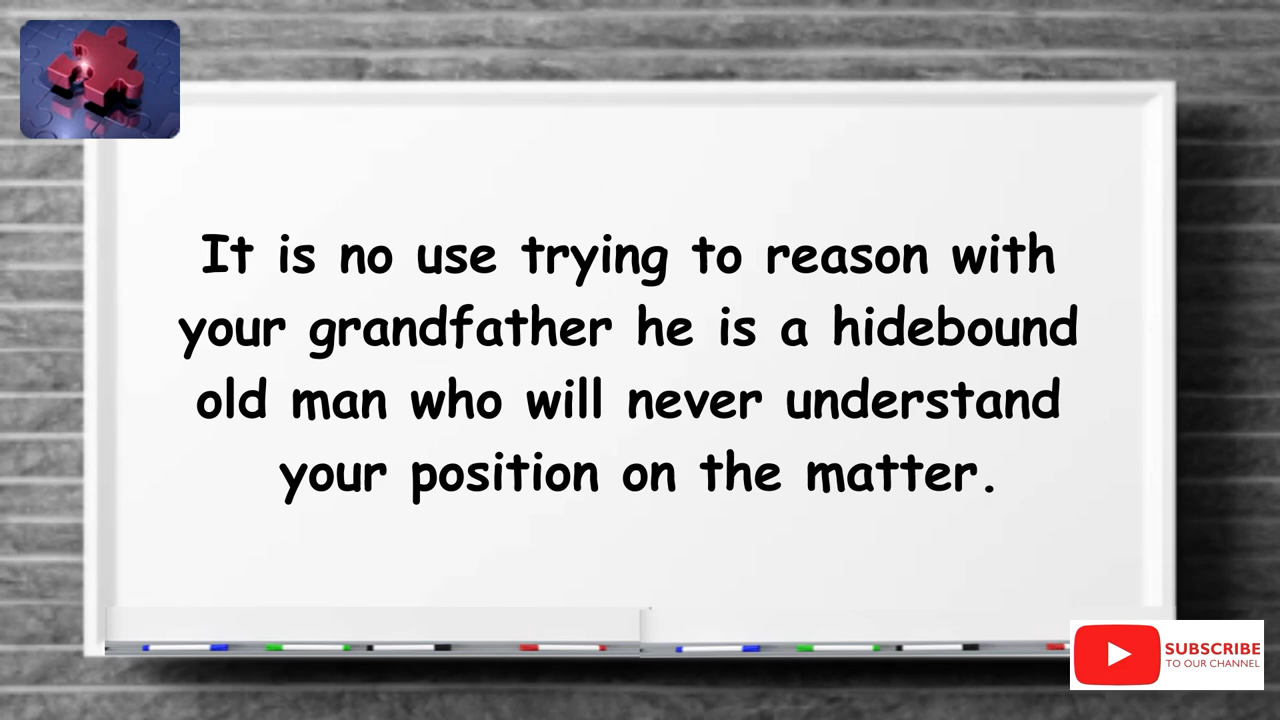 It is no use trying to reason with
your grandfather he is a hidebound
old man who will never understand
your position on the matter.
SUBSCRIBE
TO OUR CHANNEL